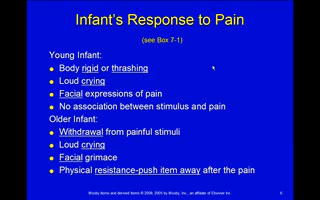 Infant's Response to Pain
(see Box 7-1)
Young Infant:
Body rigid or thrashing
Loud crying
Facial expressions of pain
No association between stimulus and pain
Older Infant:
Withdrawal from painful stimuli
Loud crying
Facial grimace
Physical resistance-push item away after the pain
Mosby items and derived items © 2009, 2005 by Mosby, Inc., an affiliate of Elsevier Inc.